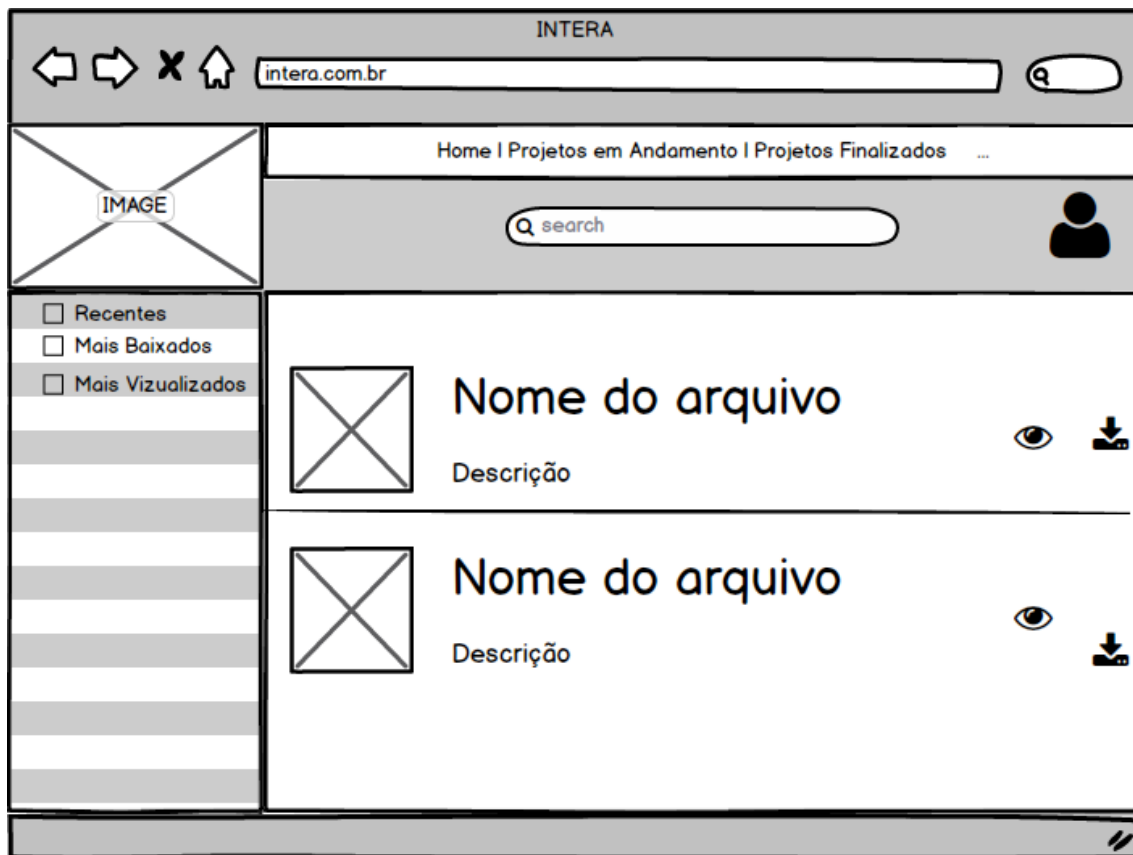 INTERA
intera.com.br
Home | Projetos em Andamento | Projetos Finalizados ...
IMAGE
search
Recentes
Mais Baixados
Mais Vizualizados
Nome do arquivo
Descrição
Nome do arquivo
Descrição